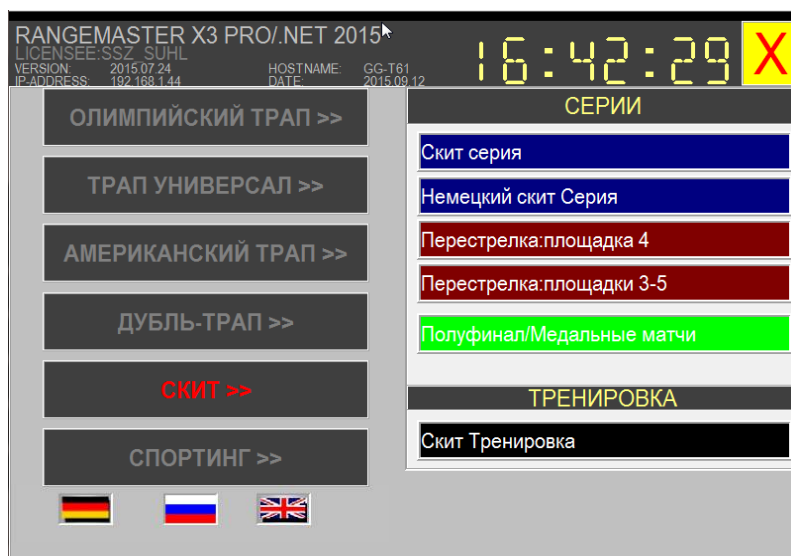 RANGEMASTER X3 PRO/.NET 2015
LICENSEE:SSZ_SUHL
VERSION: 2015.07.24 HOSTNAME: GG-T61
IP-ADDRESS: 192.168.1.44 DATE: 2015.09.12
16:42:29
X
ОЛИМПИЙСКИЙ ТРАП >>
ТРАП УНИВЕРСАЛ >>
АМЕРИКАНСКИЙ ТРАП >>
ДУБЛЬ-ТРАП >>
СКИТ >>
СПОРТИНГ >>
СЕРИИ
Скит серия
Немецкий скит Серия
Перестрелка:площадка 4
Перестрелка:площадки 3-5
Полуфинал/Медальные матчи
ТРЕНИРОВКА
Скит Тренировка